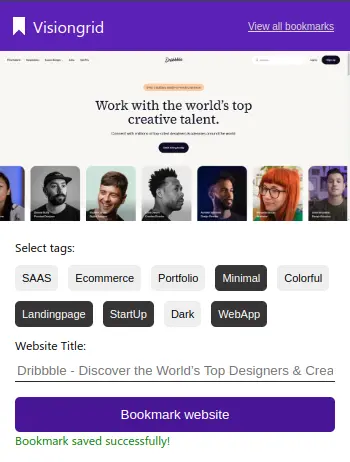 Visiongrid
View all bookmarks
Dribbble
Work with the world's top
creative talent.
Select tags:
SAAS
Ecommerce
Portfolio
Minimal
Colorful
Landingpage
StartUp
Dark
WebApp
Website Title:
Dribbble - Discover the World's Top Designers & Crea
Bookmark website
Bookmark saved successfully!